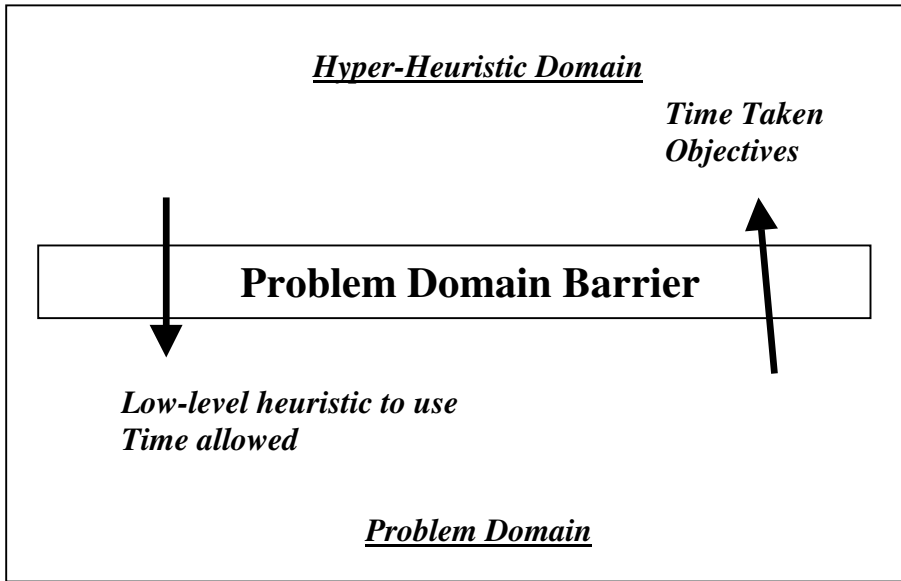 Hyper-Heuristic Domain
Time Taken
Objectives
Problem Domain Barrier
Low-level heuristic to use
Time allowed
Problem Domain